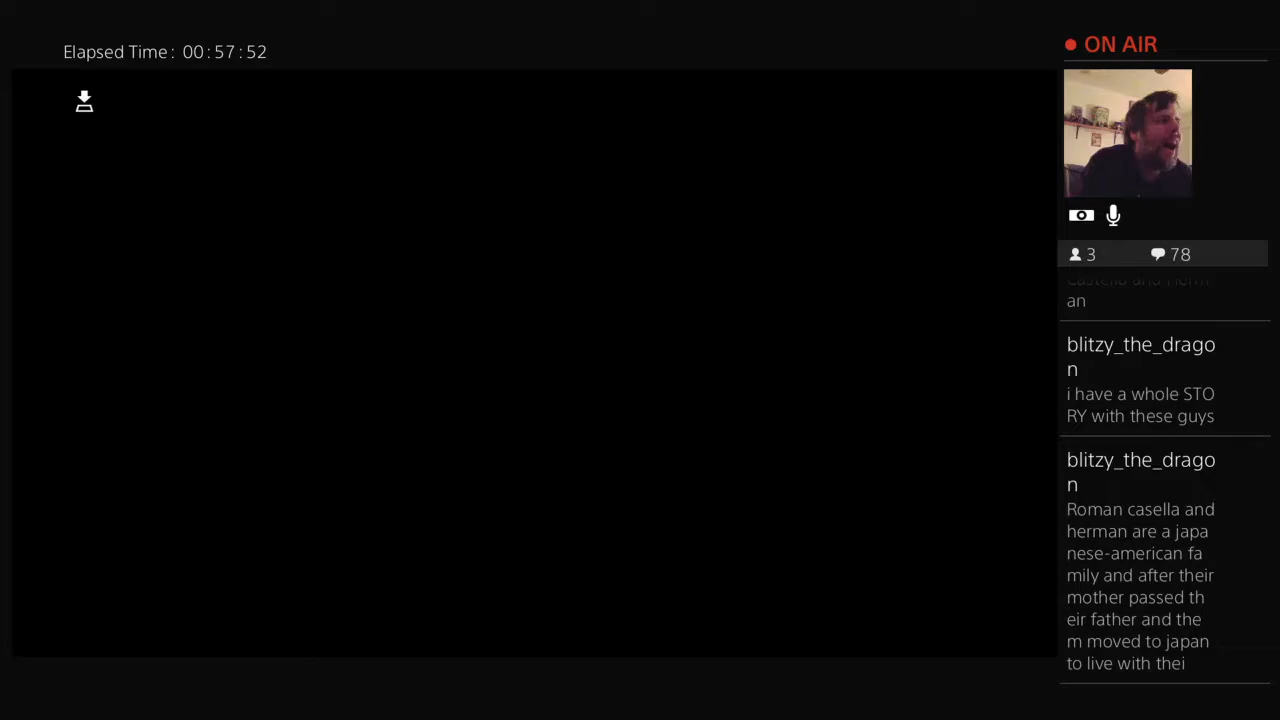 Elapsed Time: 00:57:52
ON AIR
3 78
an
blitzy_the_drago
n
i have a whole STO
RY with these guys
blitzy_the_drago
n
Roman casella and
herman are a japa
nese-american fa
mily and after their
mother passed th
eir father and the
m moved to japan
to live with thei